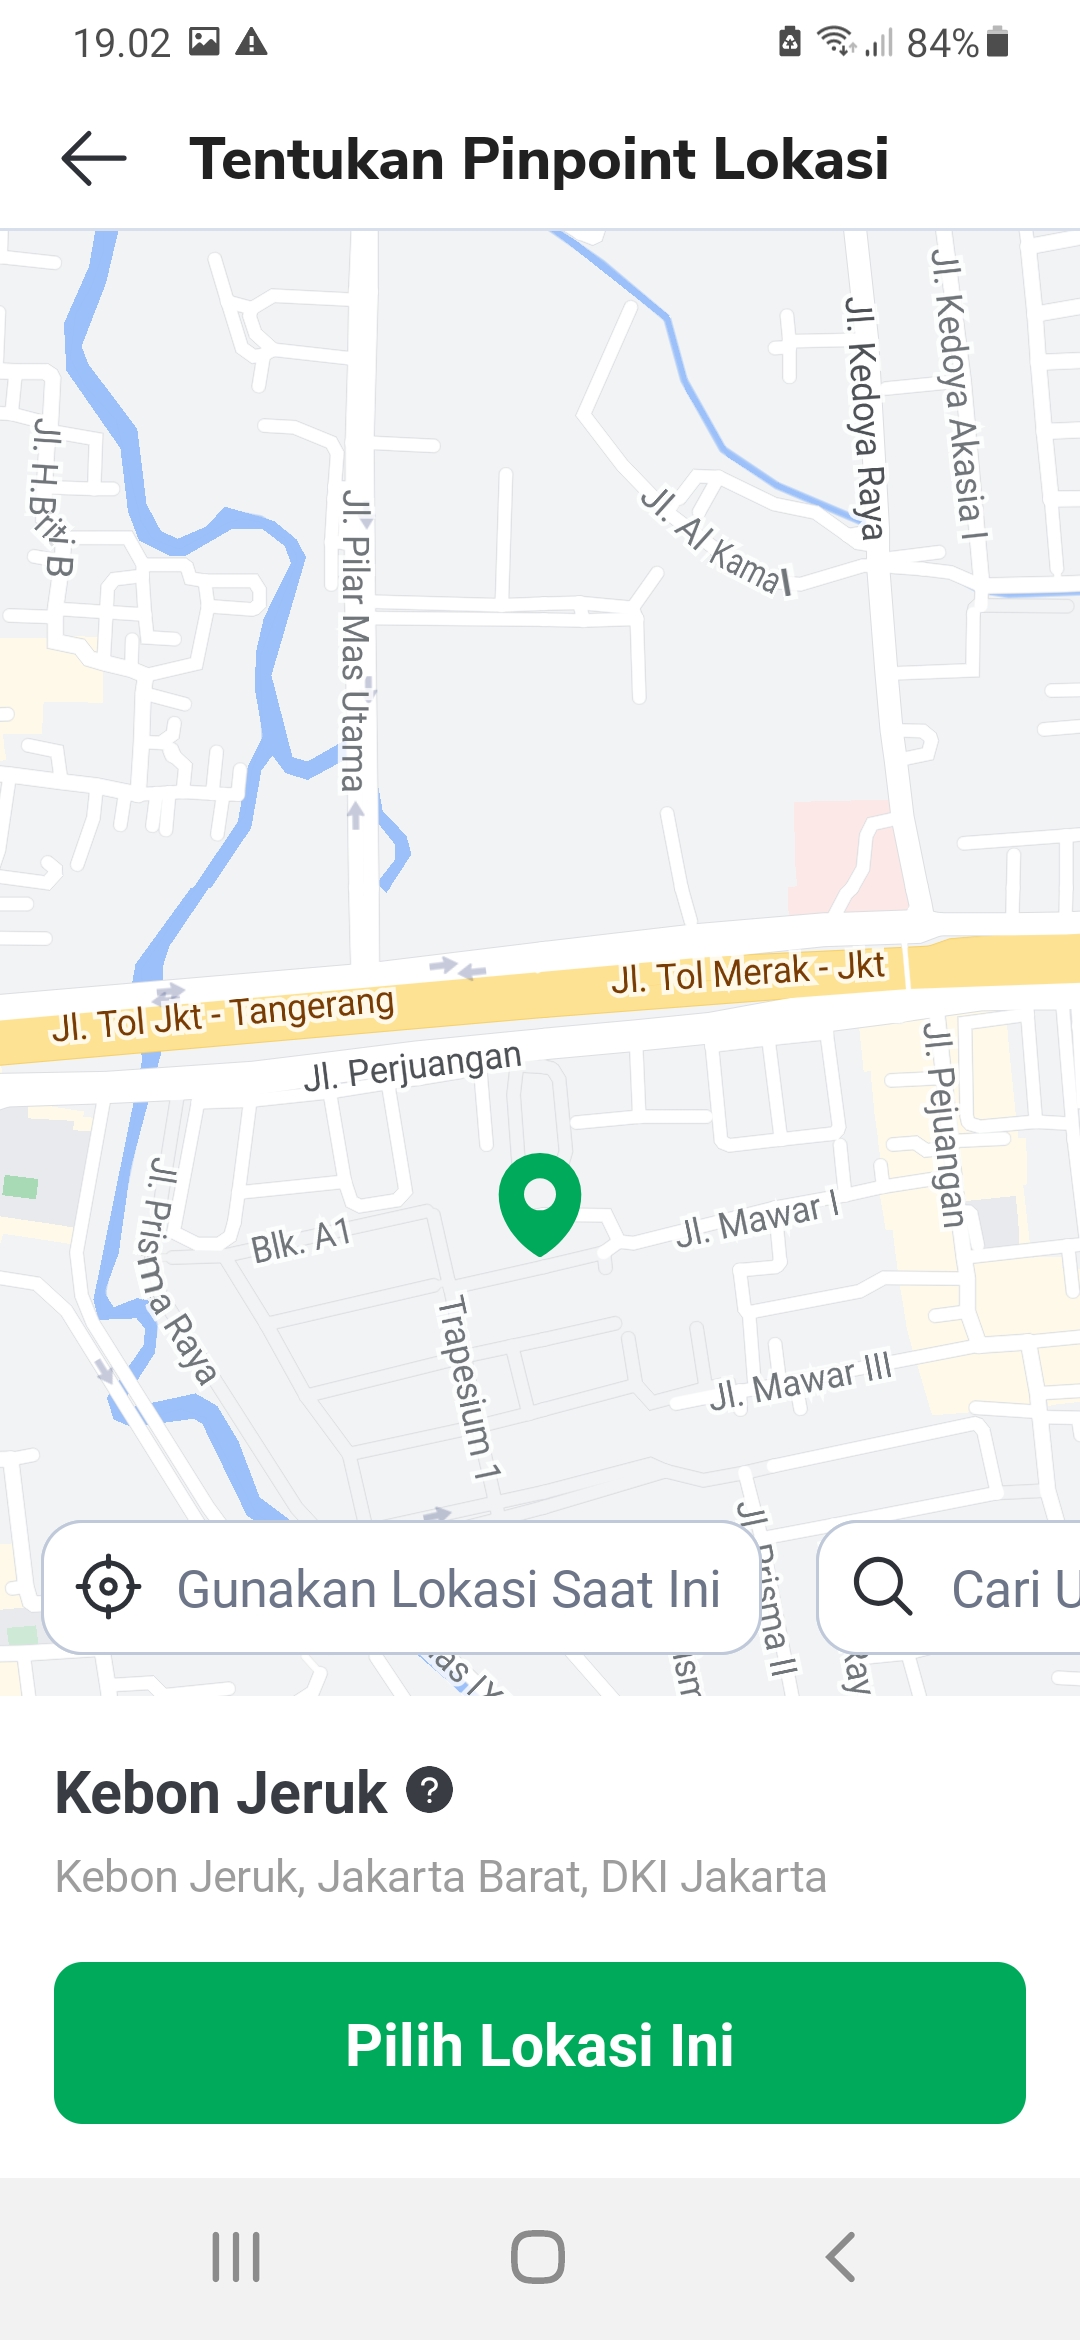 19.02
84%
Tentukan Pinpoint Lokasi
Jl. Kedoya Akasia I
Jl. Kedoya Raya
Jl. H.Briti B
Jl. Pilar Mas Utama
Jl. Al Kamal
Jl. Tol Merak - Jkt
Jl. Tol Jkt - Tangerang
Jl. Perjuangan
Jl. Pejuangan
Jl. Prisma Raya
Blk. A1
Jl. Mawar I
Trapesium 1
Jl. Mawar III
Jl. Prisma II
Gunakan Lokasi Saat Ini
Cari U
Kebon Jeruk
Kebon Jeruk, Jakarta Barat, DKI Jakarta
Pilih Lokasi Ini